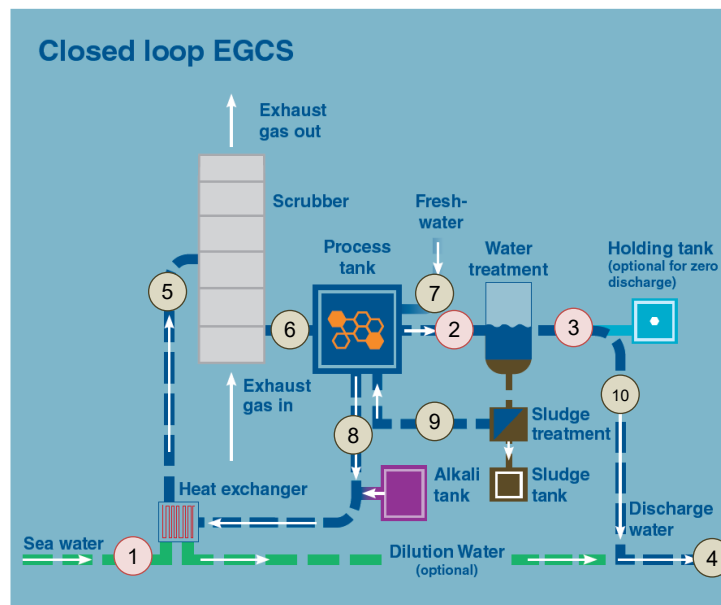 Closed loop EGCS
Exhaust
gas out
Scrubber
Fresh-
water
Process
tank
Water
treatment
Holding tank
(optional for zero
discharge)
5
7
6
2
3
Exhaust
gas in
10
8
9
Sludge
treatment
Alkali
tank
Sludge
tank
Heat exchanger
Discharge
water
Sea water
1
Dilution Water
(optional)
4